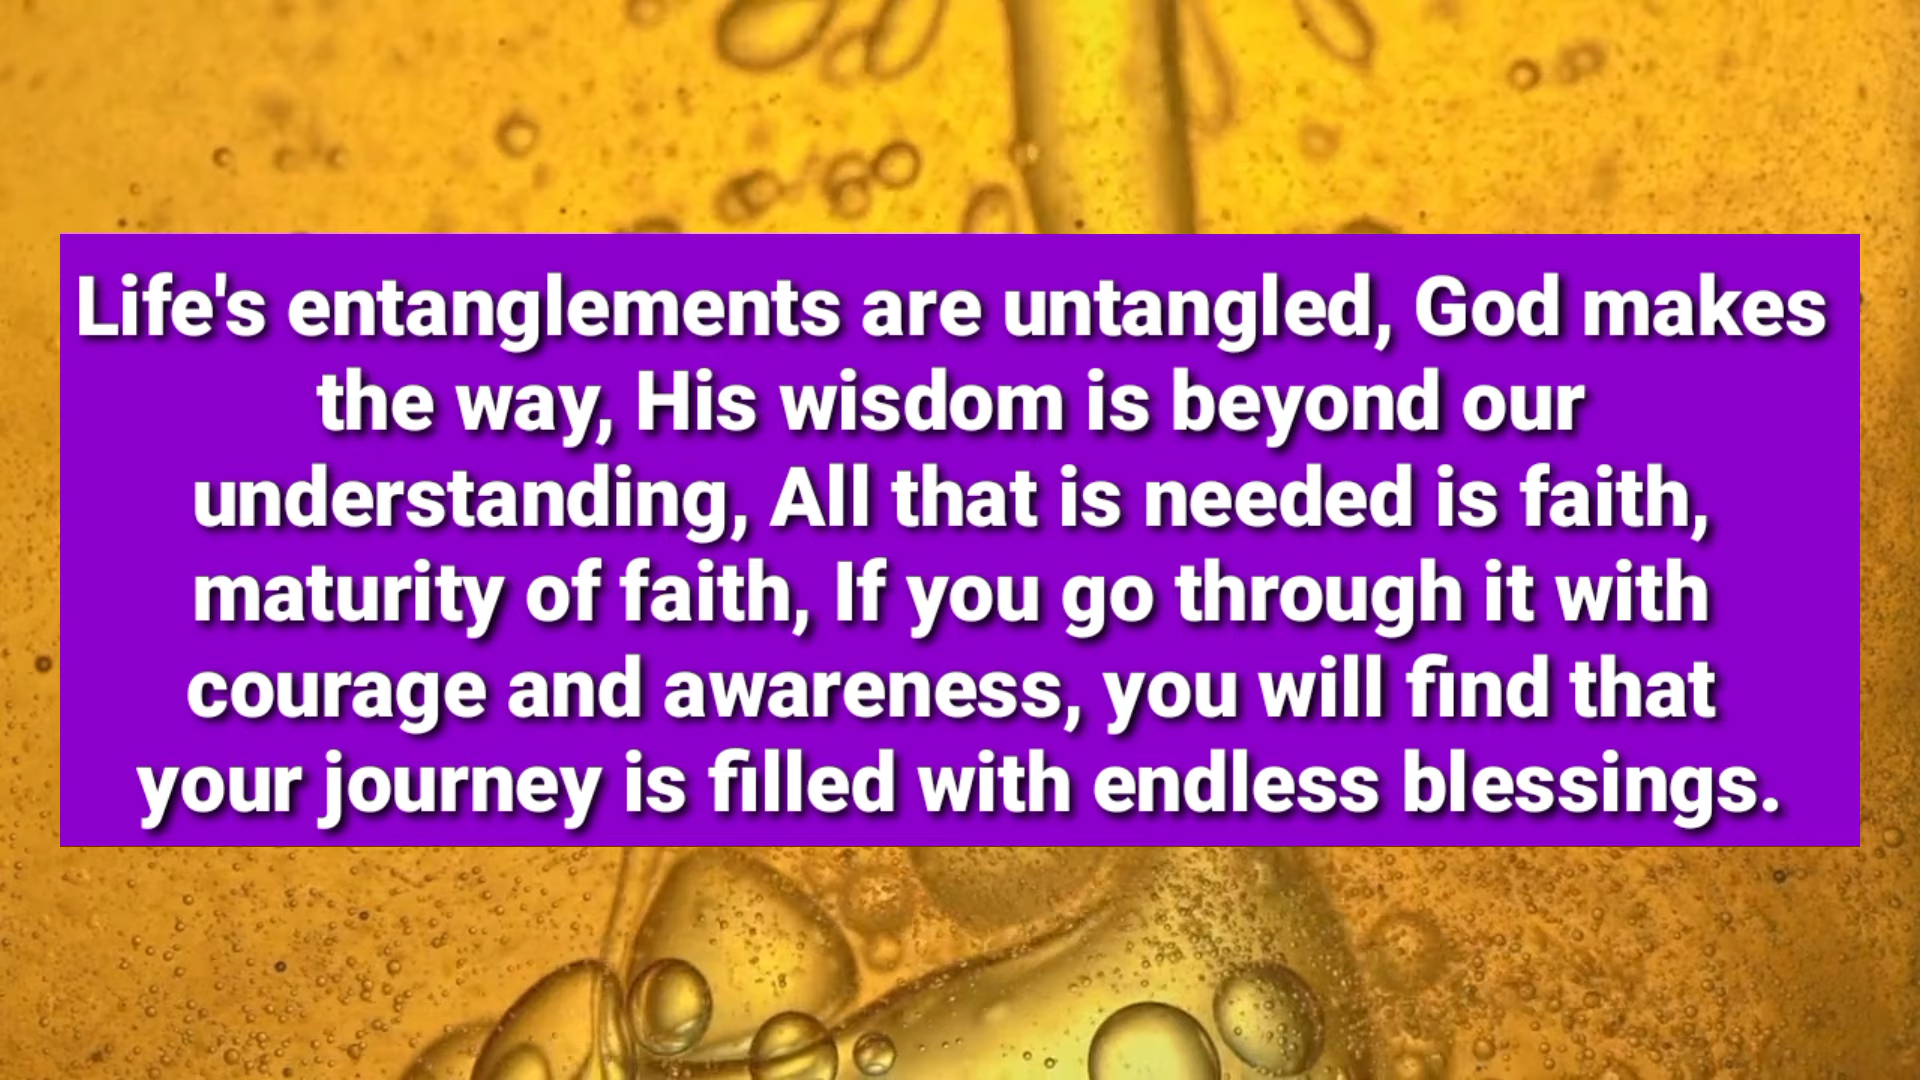 Life's entanglements are untangled, God makes
the way, His wisdom is beyond our
understanding, All that is needed is faith,
maturity of faith, If you go through it with
courage and awareness, you will find that
your journey is filled with endless blessings.